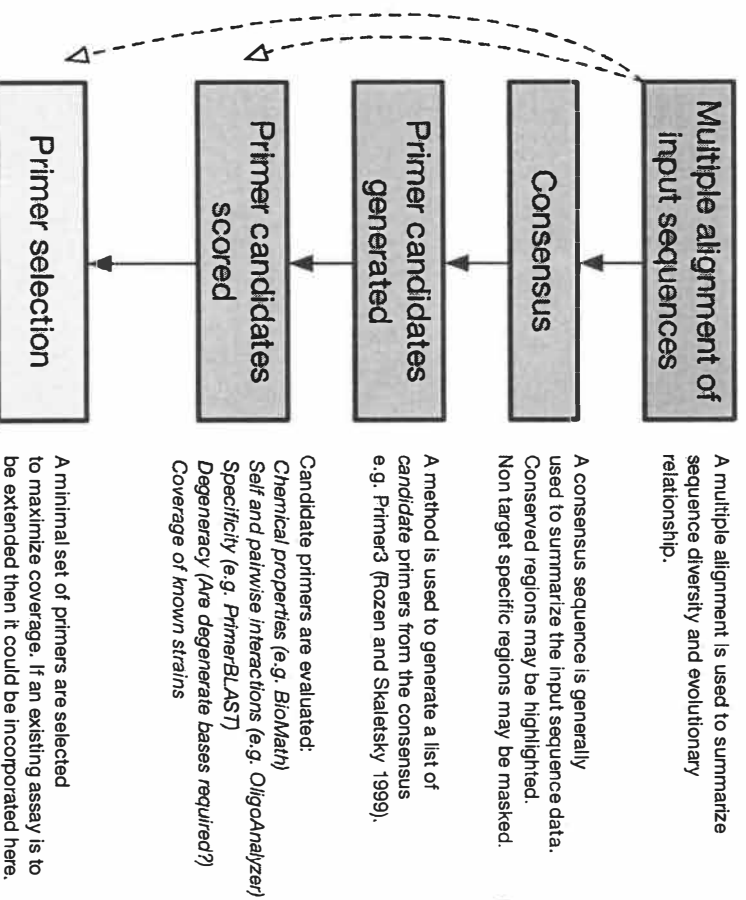 Multiple alignment of
input sequences
A multiple alignment is used to summarize
sequence diversity and evolutionary
relationship.
Consensus
A consensus sequence is generally
used to summarize the input sequence data.
Conserved regions may be highlighted.
Non target specific regions may be masked.
Primer candidates
generated
A method is used to generate a list of
candidate primers from the consensus
e.g. Primer3 (Rozen and Skaletsky 1999).
Primer candidates
scored
Candidate primers are evaluated:
Chemical properties (e.g. BioMath)
Self and pairwise interactions (e.g. OligoAnalyzer)
Specificity (e.g. PrimerBLAST)
Degeneracy (Are degenerate bases required?)
Coverage of known strains
Primer selection
A minimal set of primers are selected
to maximize coverage. If an existing assay is to
be extended then it could be incorporated here.